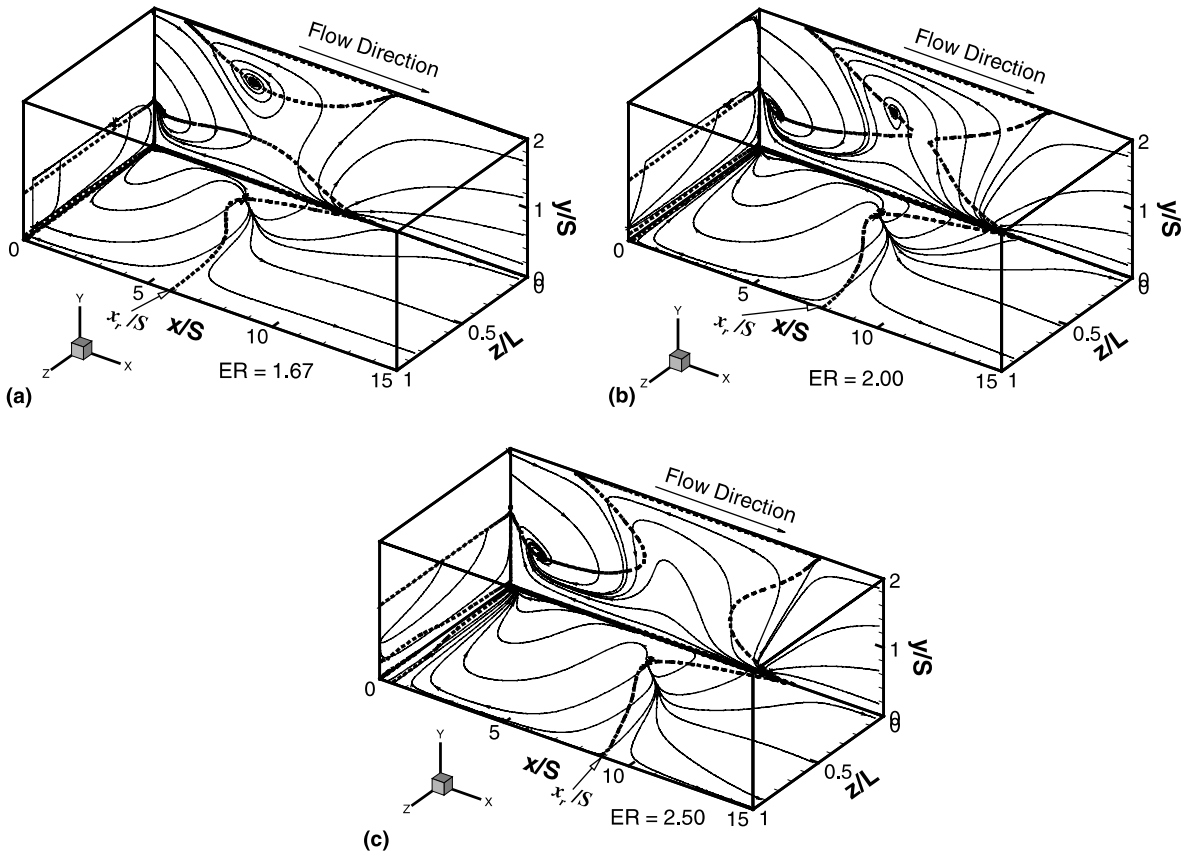 Flow Direction
2
1
0
0
y/S
0
5
10
15
1
0.5
x/S
z/L
x_r/S
Y
Z
X
ER = 1.67
(a)
Flow Direction
2
1
0
0
y/S
0
5
10
15
1
0.5
x/S
z/L
x_r/S
Y
Z
X
ER = 2.00
(b)
Flow Direction
2
1
0
0
y/S
0
5
10
15
1
0.5
x/S
z/L
x_r/S
Y
Z
X
ER = 2.50
(c)